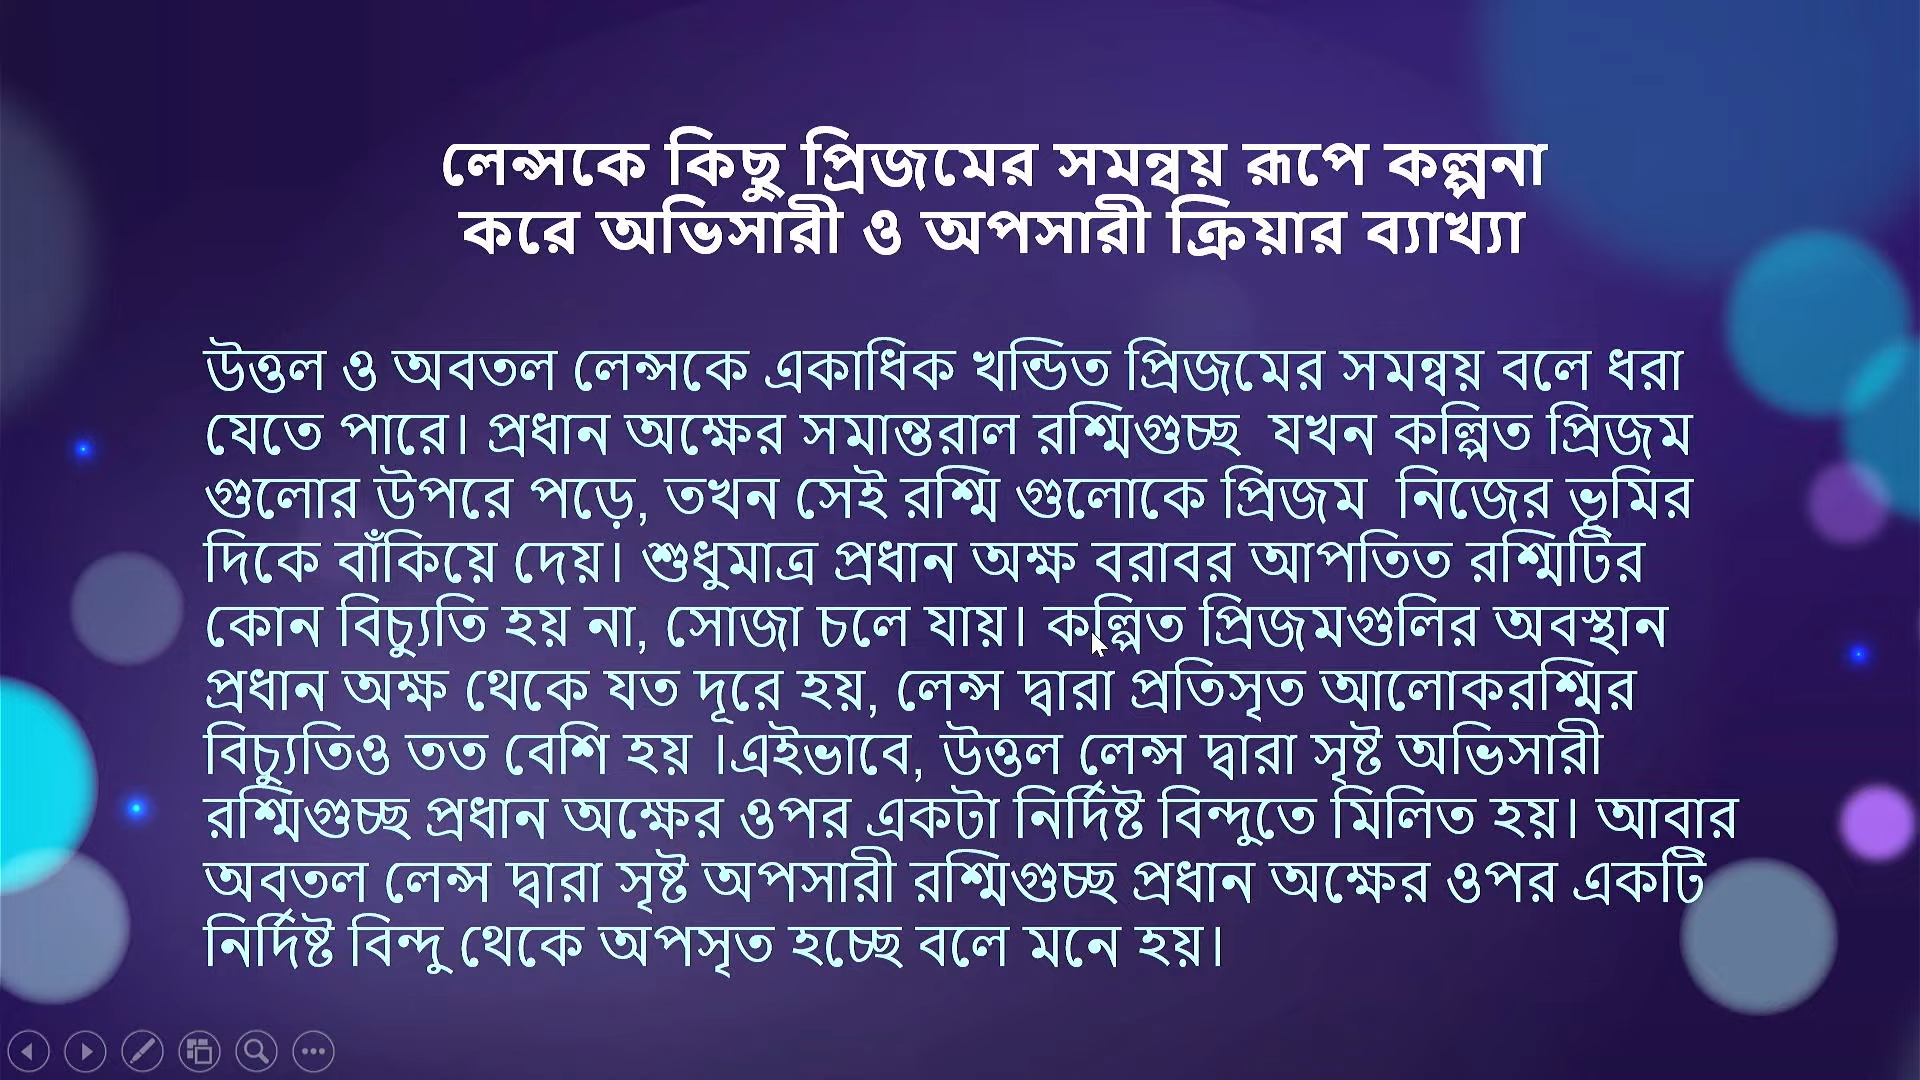 লেন্সকে কিছু প্রিজমের সমন্বয় রূপে কল্পনা
করে অভিসারী ও অপসারী ক্রিয়ার ব্যাখ্যা
উত্তল ও অবতল লেন্সকে একাধিক খন্ডিত প্রিজমের সমন্বয় বলে ধরা
যেতে পারে। প্রধান অক্ষের সমান্তরাল রশ্মিগুচ্ছ যখন কল্পিত প্রিজম
গুলোর উপরে পড়ে, তখন সেই রশ্মি গুলোকে প্রিজম নিজের ভূমির
দিকে বাঁকিয়ে দেয়। শুধুমাত্র প্রধান অক্ষ বরাবর আপতিত রশ্মিটির
কোন বিচ্যুতি হয় না, সোজা চলে যায়। কল্পিত প্রিজমগুলির অবস্থান
প্রধান অক্ষ থেকে যত দূরে হয়, লেন্স দ্বারা প্রতিসৃত আলোকরশ্মির
বিচ্যুতিও তত বেশি হয় ।এইভাবে, উত্তল লেন্স দ্বারা সৃষ্ট অভিসারী
রশ্মিগুচ্ছ প্রধান অক্ষের ওপর একটা নির্দিষ্ট বিন্দুতে মিলিত হয়। আবার
অবতল লেন্স দ্বারা সৃষ্ট অপসারী রশ্মিগুচ্ছ প্রধান অক্ষের ওপর একটি
নির্দিষ্ট বিন্দু থেকে অপসৃত হচ্ছে বলে মনে হয়।